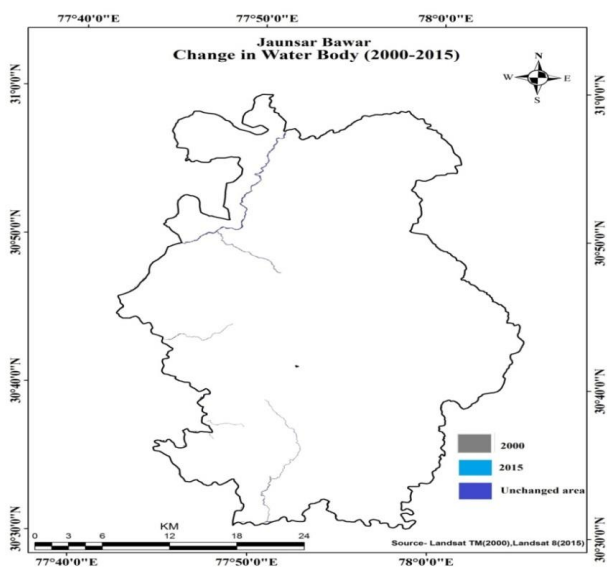 77°40'0"E 77°50'0"E 78°0'0"E
Jaunsar Bawar
Change in Water Body (2000-2015)
N
W E
S
31°0'0"N 31°0'0"N
30°50'0"N 30°50'0"N
30°40'0"N 30°40'0"N
2000
2015
Unchanged area
30°30'0"N 30°30'0"N
KM
0 3 6 12 18 24
Source- Landsat TM(2000),Landsat 8(2015)
77°40'0"E 77°50'0"E 78°0'0"E